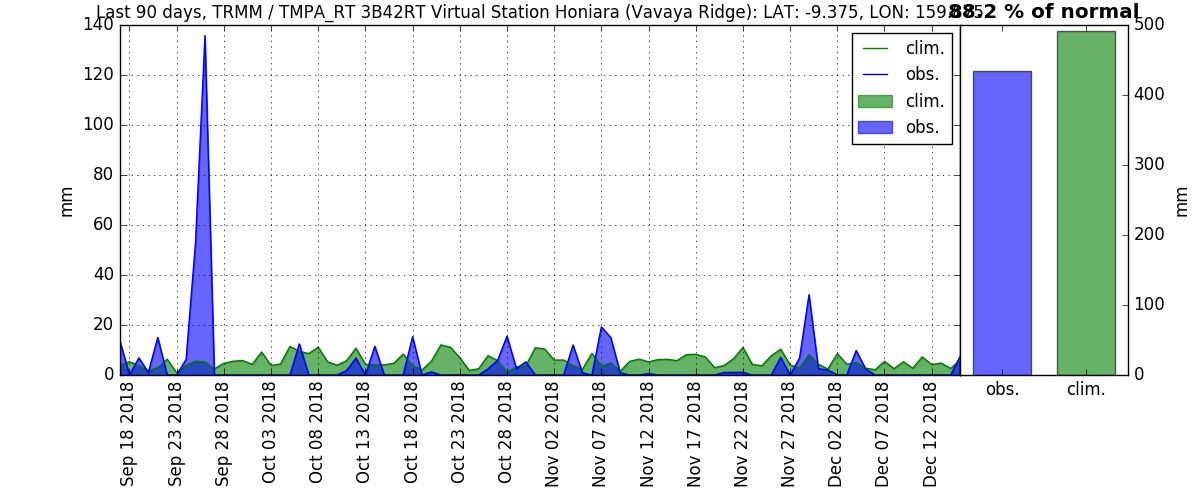 Last 90 days, TRMM / TMPA_RT 3B42RT Virtual Station Honiara (Vavaya Ridge): LAT: -9.375, LON:
88.2 % of normal
140
120
100
80
60
40
20
0
mm
clim.
obs.
clim.
obs.
500
400
300
200
100
0
mm
Sep 18 2018
Sep 23 2018
Sep 28 2018
Oct 03 2018
Oct 08 2018
Oct 13 2018
Oct 18 2018
Oct 23 2018
Oct 28 2018
Nov 02 2018
Nov 07 2018
Nov 12 2018
Nov 17 2018
Nov 22 2018
Nov 27 2018
Dec 02 2018
Dec 07 2018
Dec 12 2018
obs.
clim.